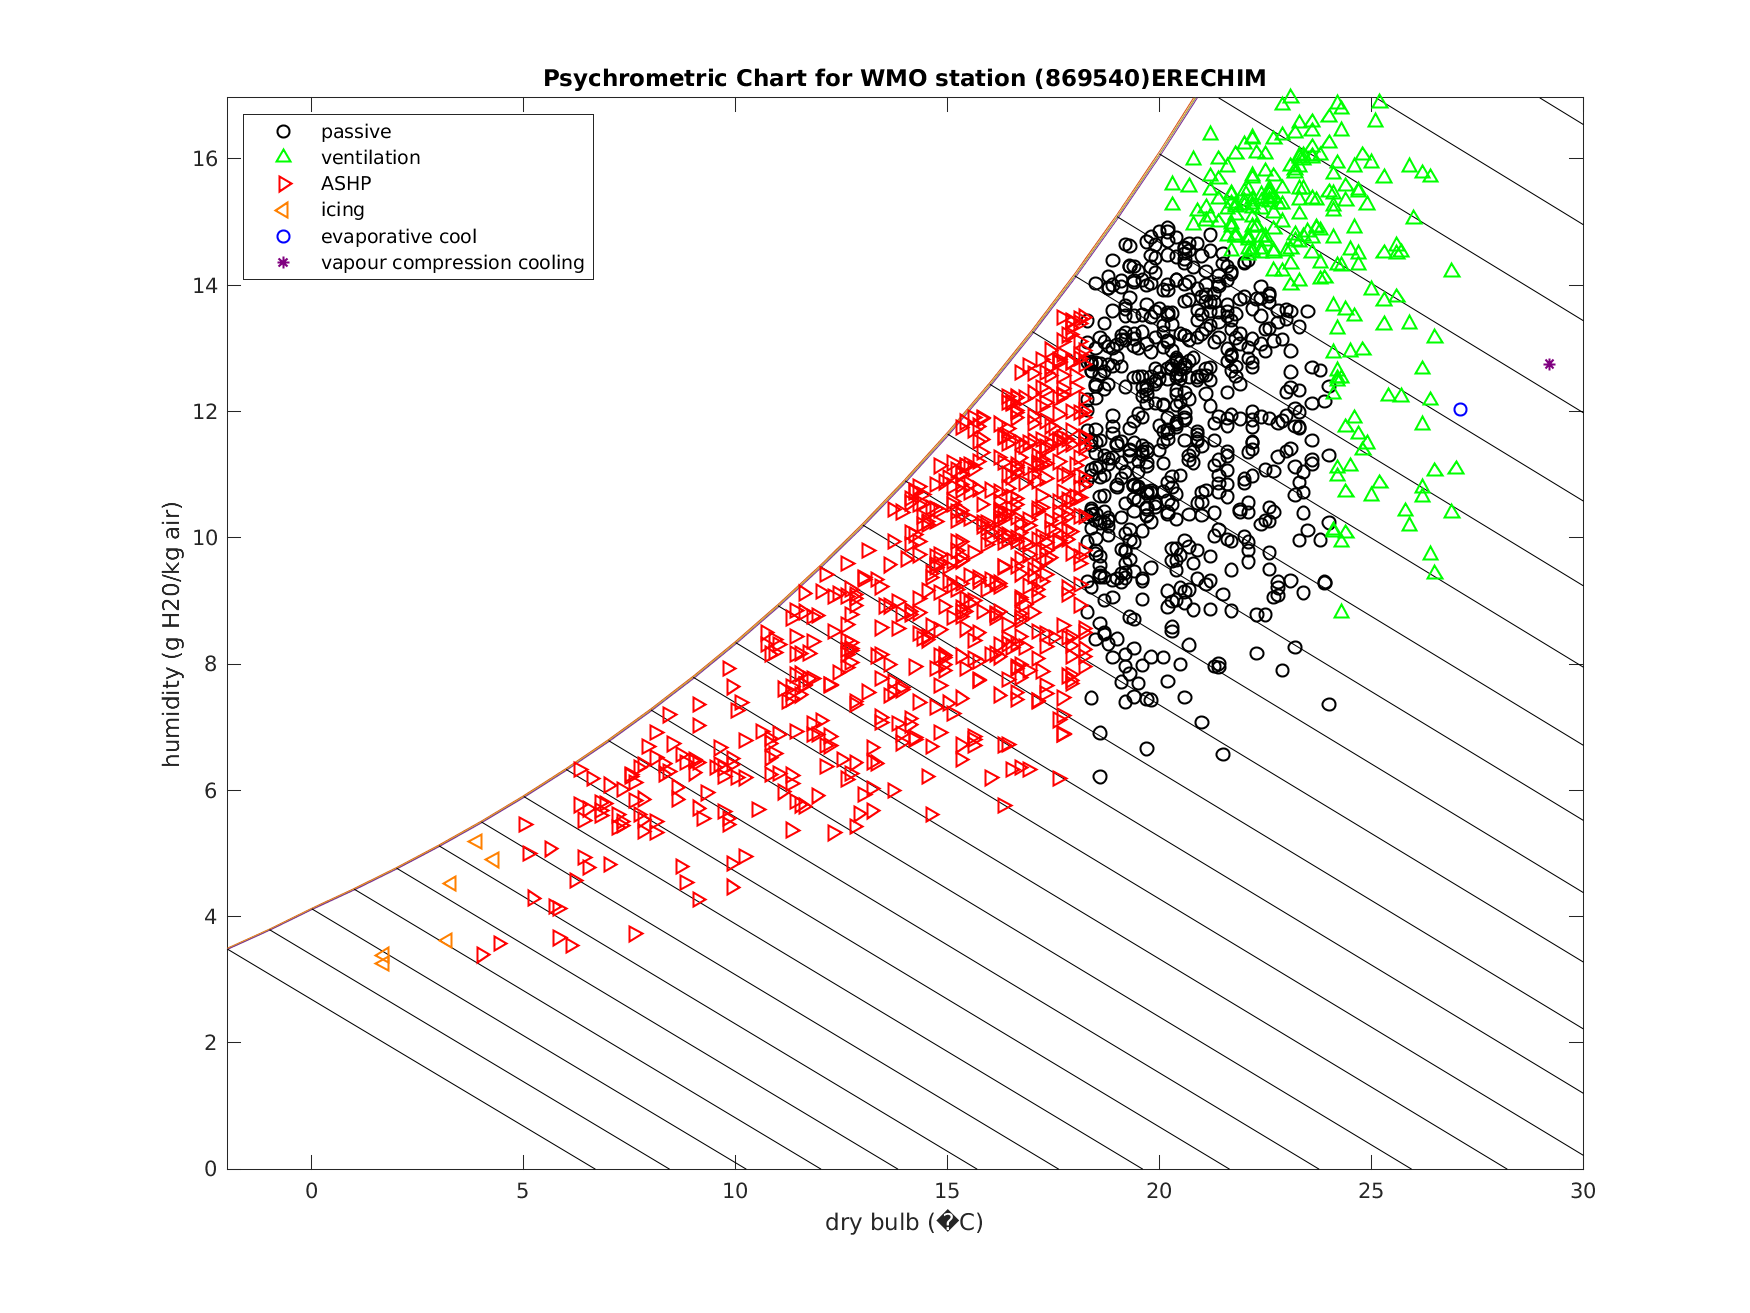 Psychrometric Chart for WMO station (869540)ERECHIM
passive
ventilation
ASHP
icing
evaporative cool
vapour compression cooling
humidity (g H20/kg air)
16
14
12
10
8
6
4
2
0
0 5 10 15 20 25 30
dry bulb (�C)